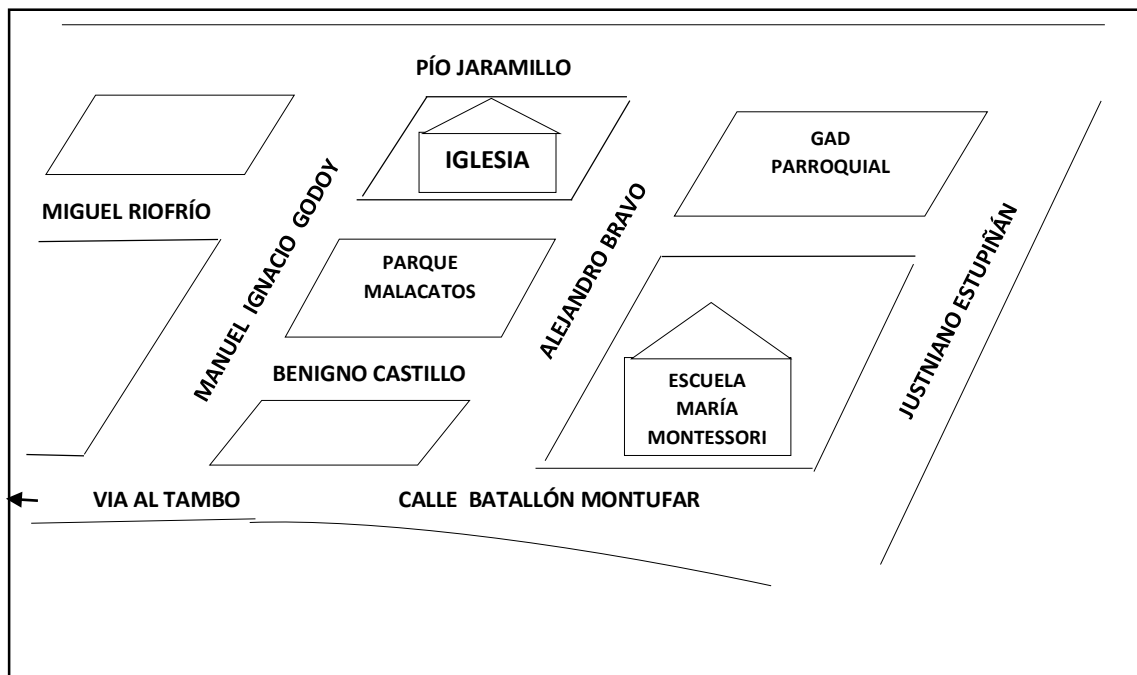 PÍO JARAMILLO
IGLESIA
GAD
PARROQUIAL
MIGUEL RIOFRÍO
MANUEL IGNACIO GODOY
PARQUE
MALACATOS
ALEJANDRO BRAVO
JUSTNIANO ESTUPIÑÁN
BENIGNO CASTILLO
ESCUELA
MARÍA
MONTESSORI
VIA AL TAMBO
CALLE BATALLÓN MONTUFAR